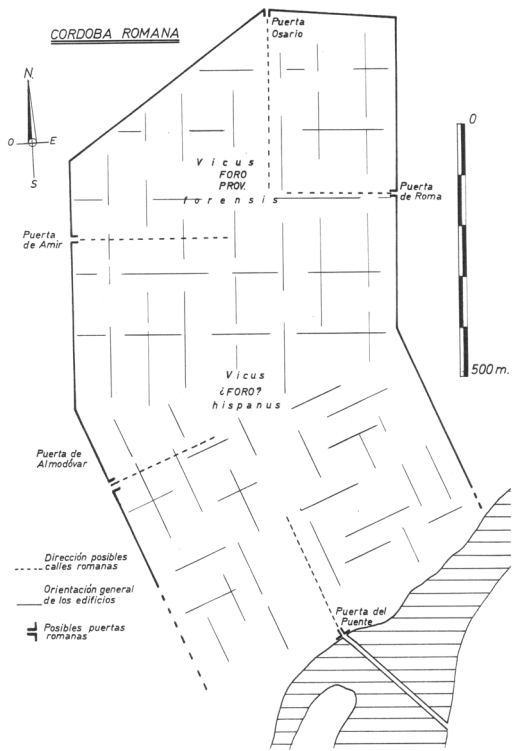 CORDOBA ROMANA
Puerta
Osario
N.
O
E
S
0
500 m.
Vicus
FORO
PROV.
forensis
Puerta
de Roma
Puerta
de Amir
Vicus
¿FORO?
hispanus
Puerta de
Almodóvar
Dirección posibles
calles romanas
Orientación general
de los edificios
Posibles puertas
romanas
Puerta del
Puente